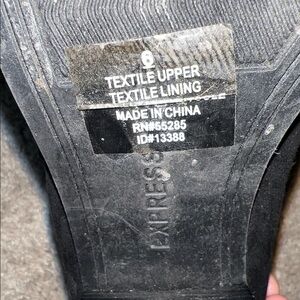 6
TEXTILE UPPER
TEXTILE LINING
MADE IN CHINA
RN#55285
ID#13388
EXPRESS